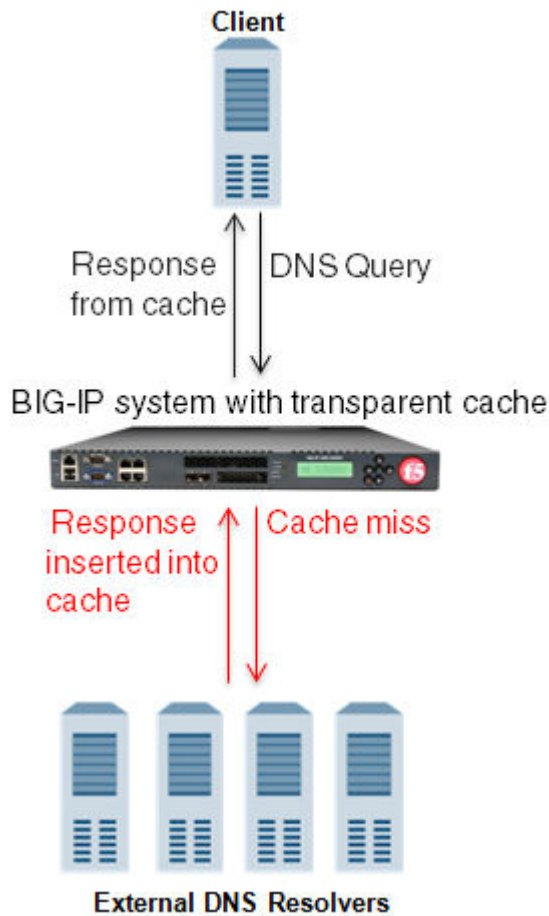 Client
Response
from cache
DNS Query
BIG-IP system with transparent cache
f5
Response
inserted into
cache
Cache miss
External DNS Resolvers